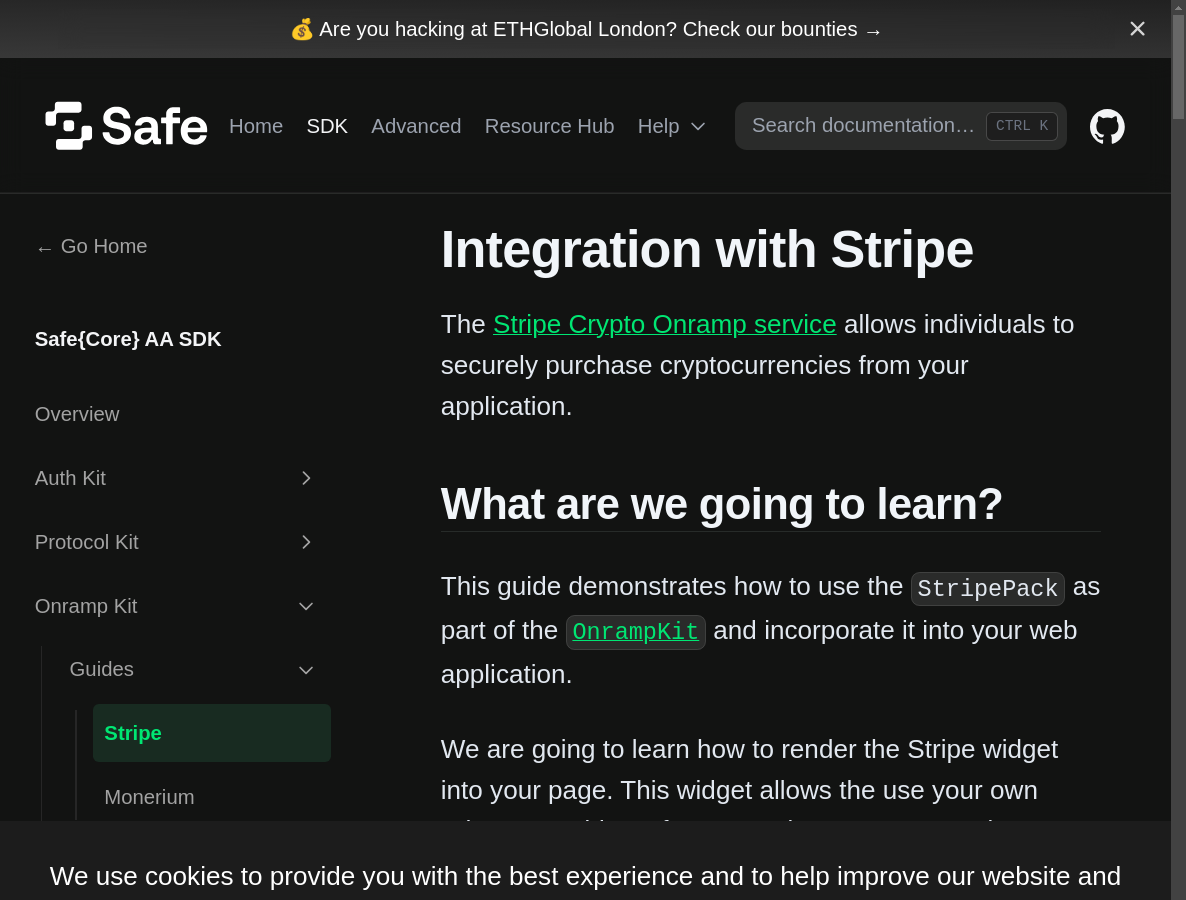 💰 Are you hacking at ETHGlobal London? Check our bounties →
Safe
Home SDK Advanced Resource Hub Help
Search documentation… CTRL K
← Go Home
Safe{Core} AA SDK
Overview
Auth Kit
Protocol Kit
Onramp Kit
Guides
Stripe
Monerium
Integration with Stripe
The Stripe Crypto Onramp service allows individuals to
securely purchase cryptocurrencies from your
application.
What are we going to learn?
This guide demonstrates how to use the StripePack as
part of the OnrampKit and incorporate it into your web
application.
We are going to learn how to render the Stripe widget
into your page. This widget allows the use your own
We use cookies to provide you with the best experience and to help improve our website and